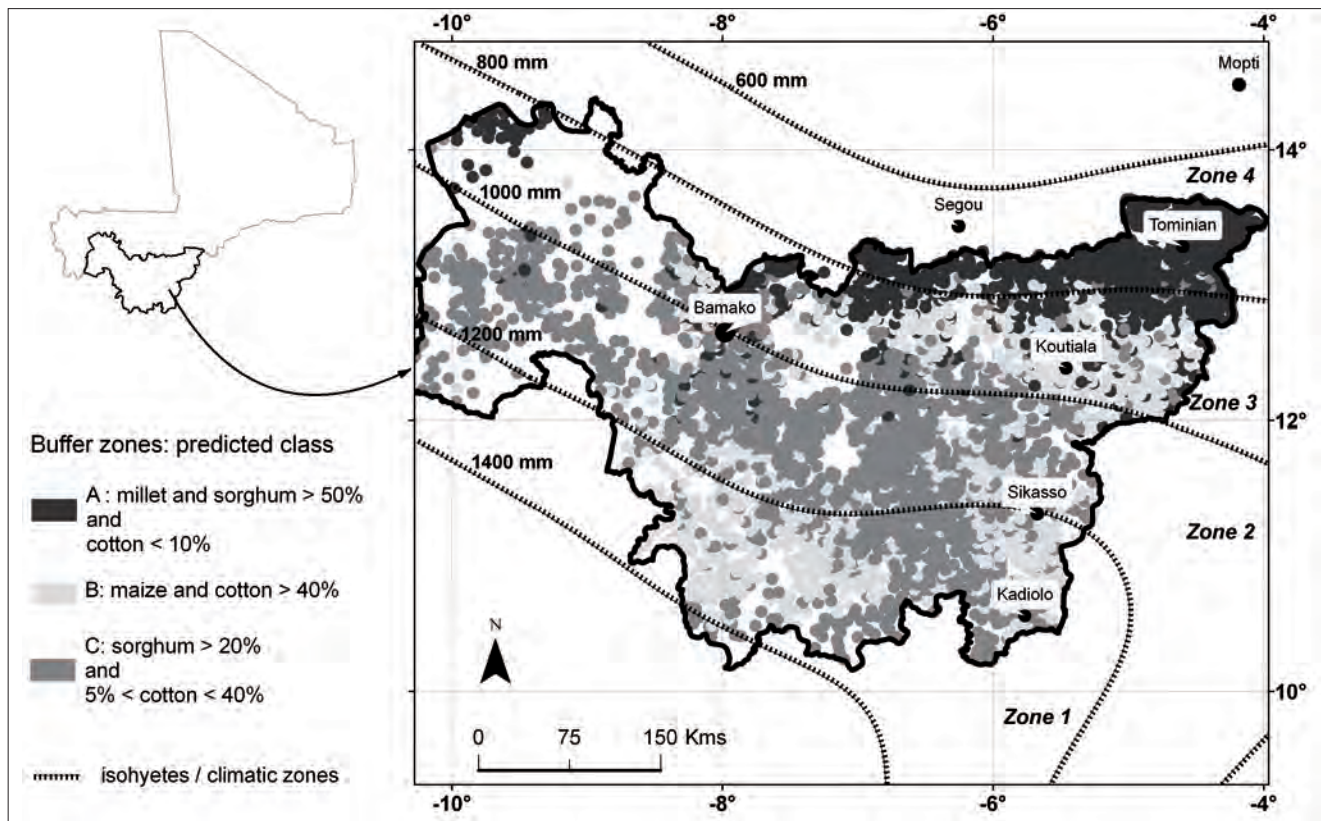 -10°
-8°
-6°
-4°
800 mm
600 mm
Mopti
14°
1000 mm
Zone 4
Segou
Tominian
Bamako
1200 mm
Koutiala
Zone 3
12°
Buffer zones: predicted class
1400 mm
A : millet and sorghum > 50%
and
cotton < 10%
Sikasso
Zone 2
B: maize and cotton > 40%
Kadiolo
C: sorghum > 20%
and
5% < cotton < 40%
N
10°
Zone 1
0 75 150 Kms
isohyetes / climatic zones
-10°
-8°
-6°
-4°